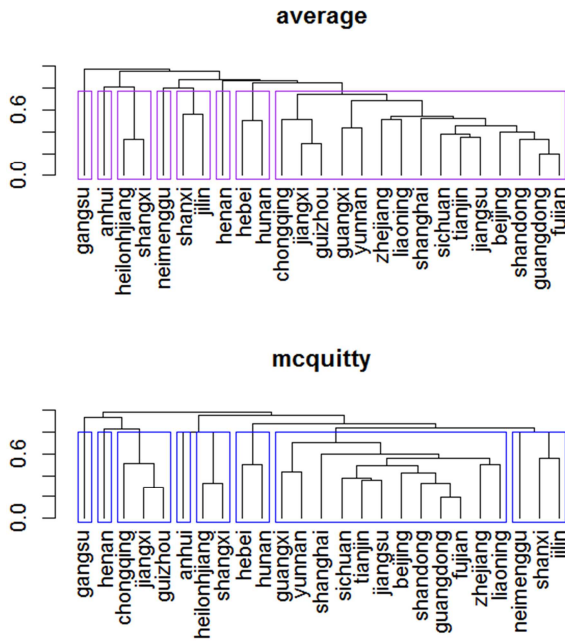 average
0.6
0.0
gangsu
anhui
heilonhjiang
shangxi
neimenggu
shanxi
jilin
henan
hebei
hunan
chongqing
jiangxi
guizhou
guangxi
yunnan
zhejiang
liaoning
shanghai
sichuan
tianjin
jiangsu
beijing
shandong
guangdong
fujian
mcquitty
0.6
0.0
gangsu
henan
chongqing
jiangxi
guizhou
anhui
heilonhjiang
shangxi
hebei
hunan
guangxi
yunnan
shanghai
sichuan
tianjin
jiangsu
beijing
shandong
guangdong
fujian
zhejiang
liaoning
neimenggu
shanxi
jilin